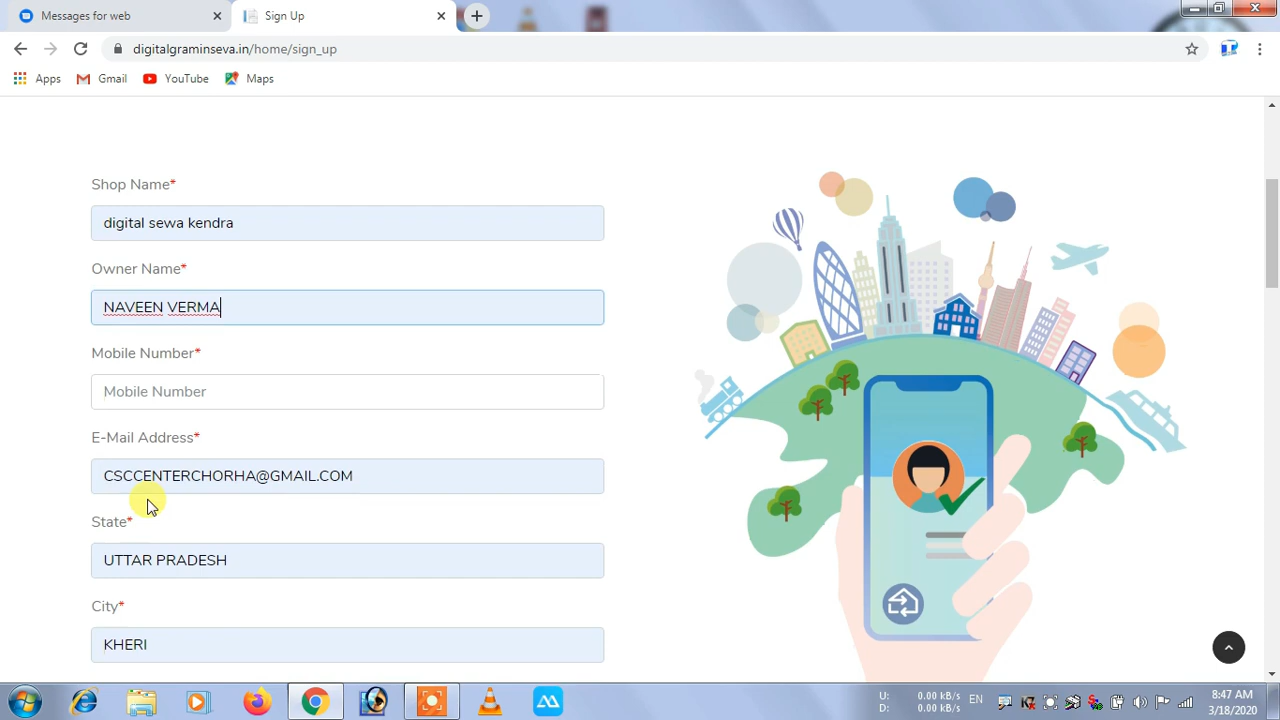 Messages for web
Sign Up
digitalgraminseva.in/home/sign_up
Apps Gmail YouTube Maps
Shop Name*
digital sewa kendra
Owner Name*
NAVEEN VERMA
Mobile Number*
Mobile Number
E-Mail Address*
CSCCENTERCHORHA@GMAIL.COM
State*
UTTAR PRADESH
City*
KHERI
U: 0.00 kB/s
D: 0.00 kB/s
EN
8:47 AM
3/18/2020